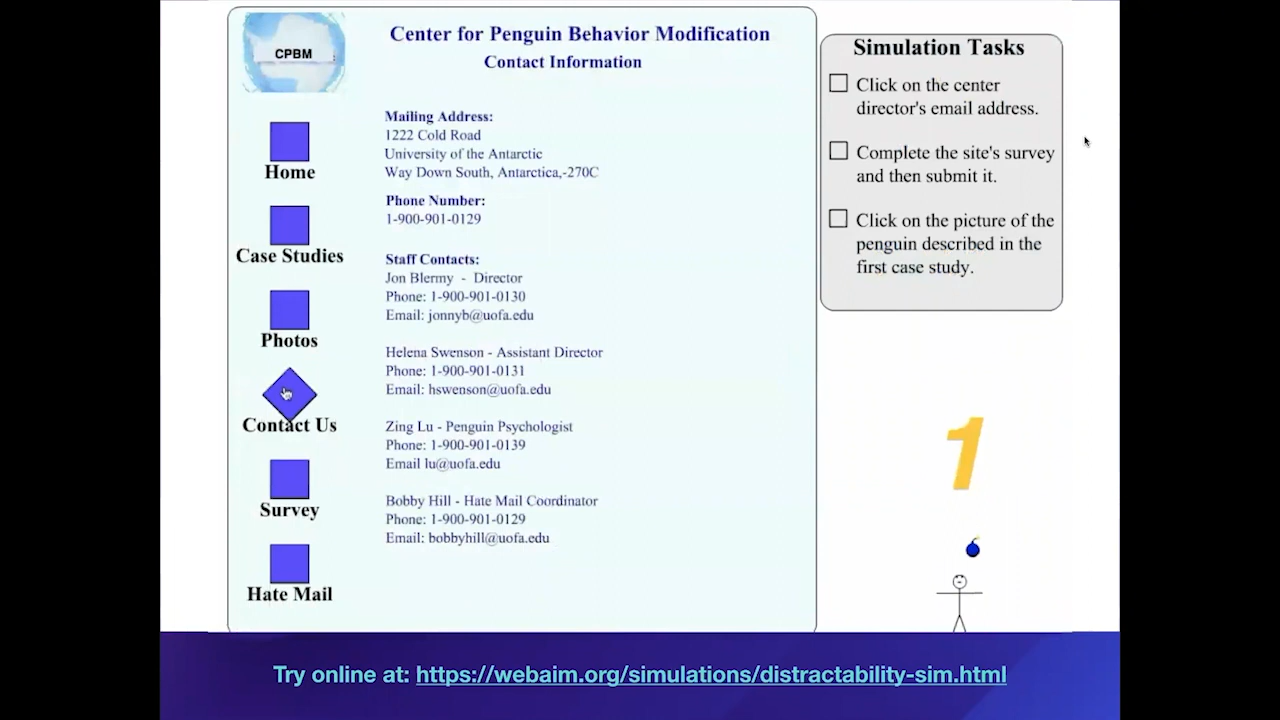 CPBM
Center for Penguin Behavior Modification
Contact Information
Home
Case Studies
Photos
Contact Us
Survey
Hate Mail
Mailing Address:
1222 Cold Road
University of the Antarctic
Way Down South, Antarctica,-270C
Phone Number:
1-900-901-0129
Staff Contacts:
Jon Blermy - Director
Phone: 1-900-901-0130
Email: jonnyb@uofa.edu
Helena Swenson - Assistant Director
Phone: 1-900-901-0131
Email: hswenson@uofa.edu
Zing Lu - Penguin Psychologist
Phone: 1-900-901-0139
Email lu@uofa.edu
Bobby Hill - Hate Mail Coordinator
Phone: 1-900-901-0129
Email: bobbyhill@uofa.edu
Simulation Tasks
Click on the center
director's email address.
Complete the site's survey
and then submit it.
Click on the picture of the
penguin described in the
first case study.
1
Try online at: https://webaim.org/simulations/distractability-sim.html